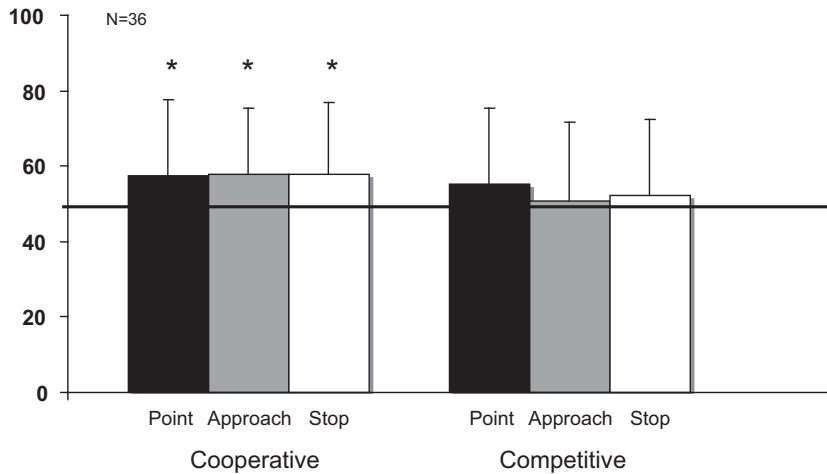 100
N=36
* * *
80
60
40
20
0
Point Approach Stop Point Approach Stop
Cooperative Competitive